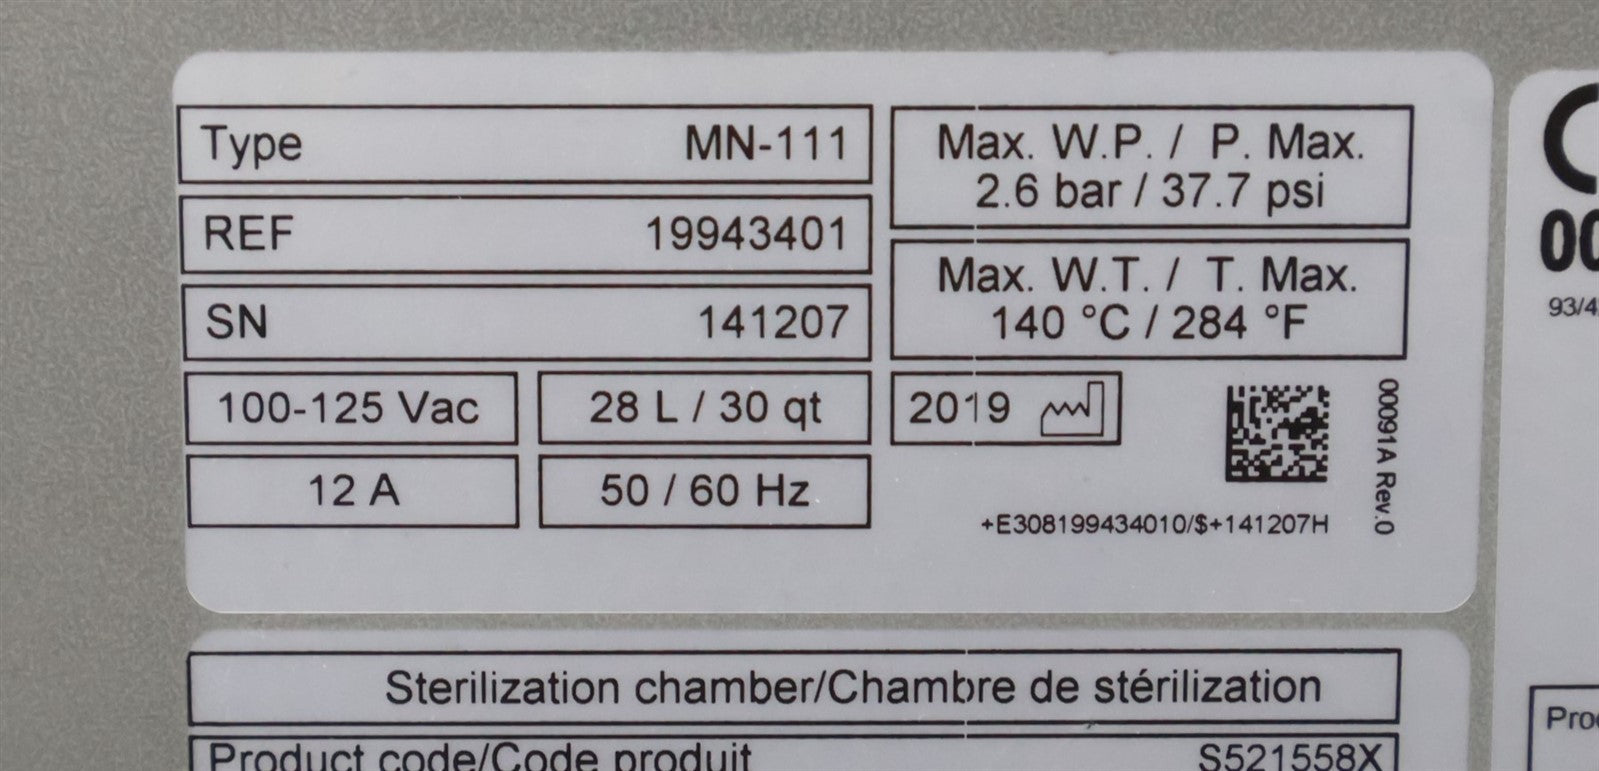 Type MN-111
REF 19943401
SN 141207
100-125 Vac
28 L / 30 qt
12 A
50 / 60 Hz
Max. W.P. / P. Max.
2.6 bar / 37.7 psi
Max. W.T. / T. Max.
140 °C / 284 °F
2019
+E308199434010/$+141207H
00091A Rev.0
Sterilization chamber/Chambre de stérilization
Product code/Code produit S521558X